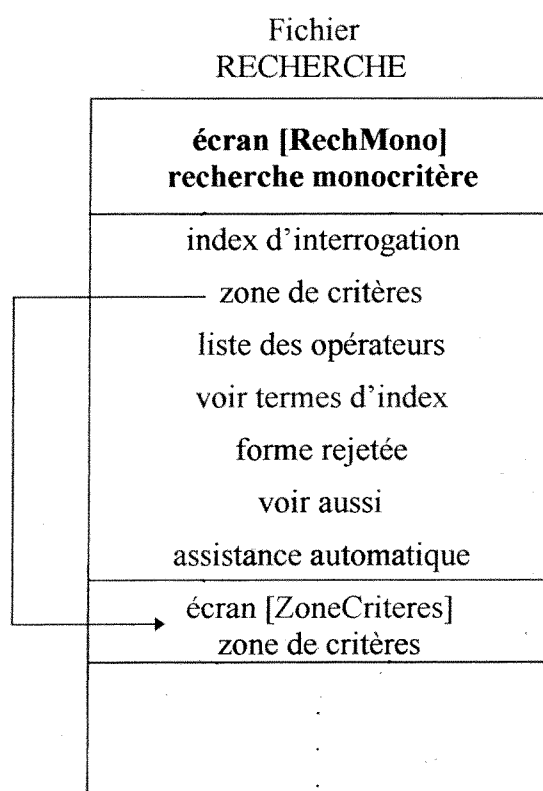 Fichier
RECHERCHE
écran [RechMono]
recherche monocritère
index d'interrogation
zone de critères
liste des opérateurs
voir termes d'index
forme rejetée
voir aussi
assistance automatique
écran [ZoneCriteres]
zone de critères
.
.
.